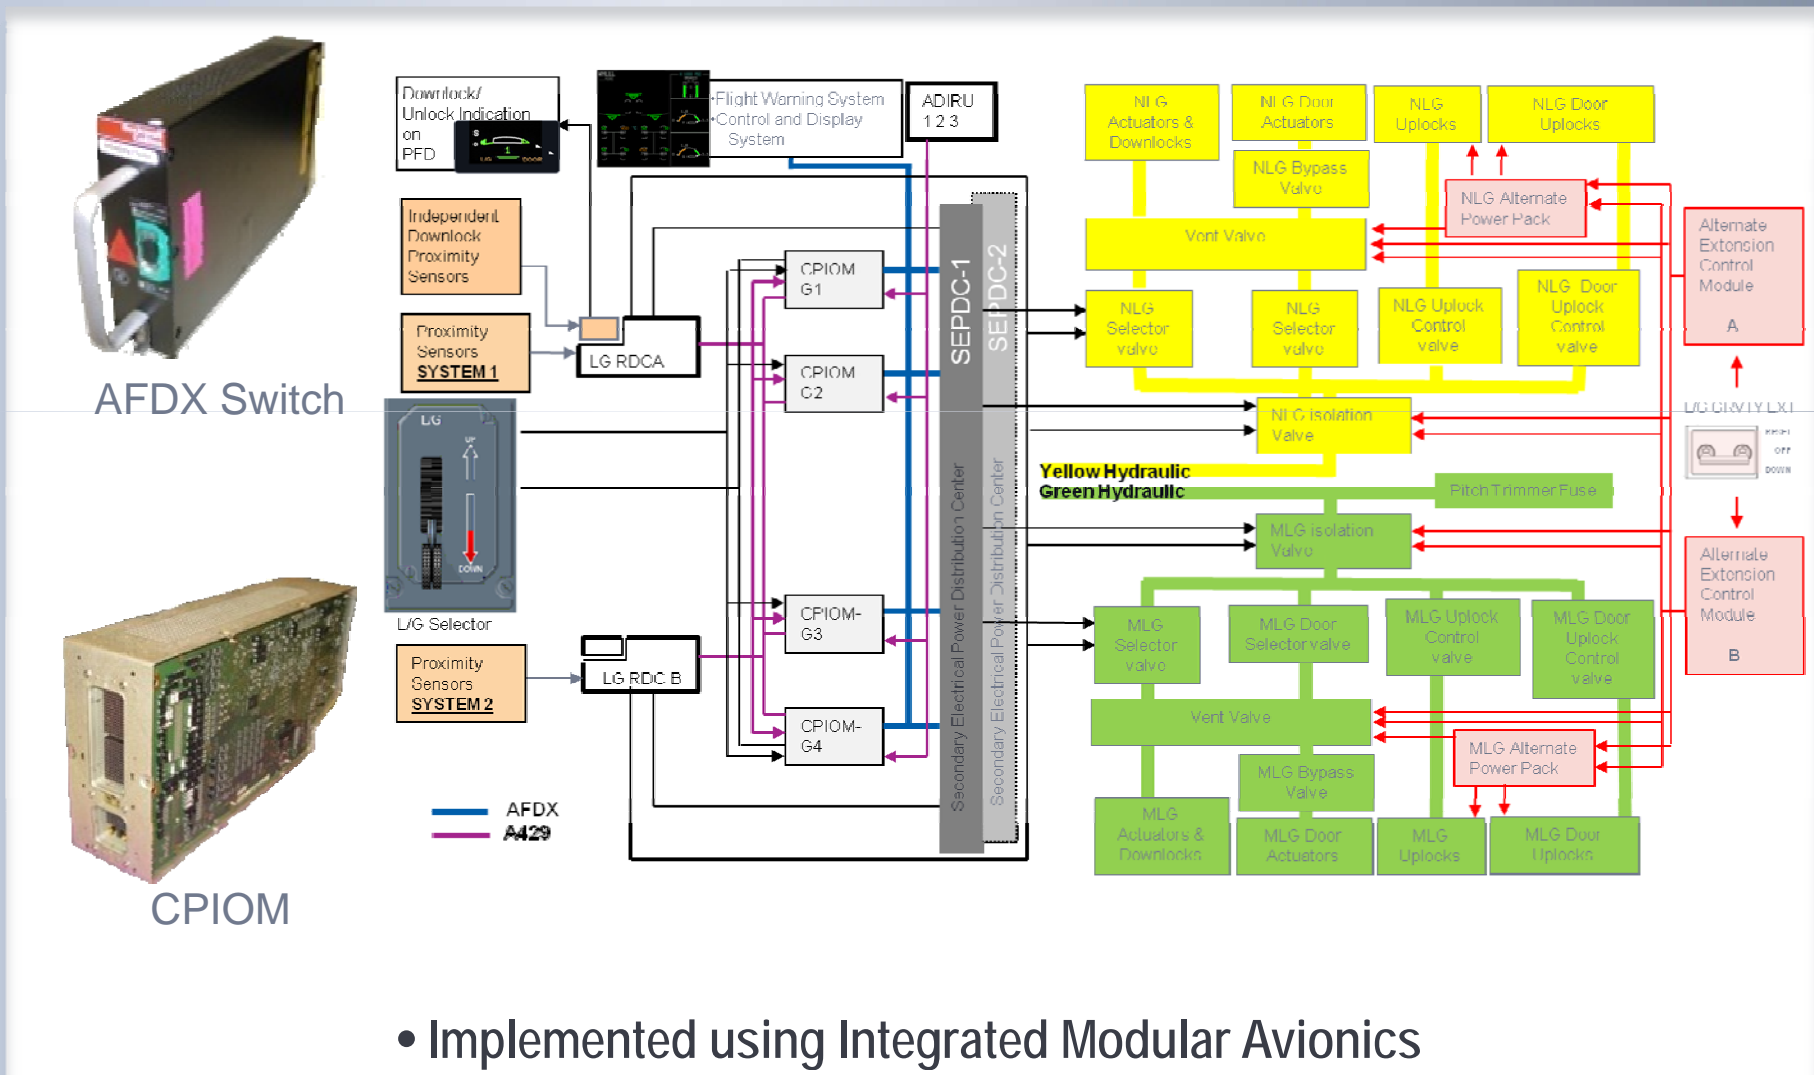 AFDX Switch
CPIOM
Downlock/
Unlock Indication
on
PFD
•Flight Warning System
•Control and Display
System
ADIRU
1 2 3
Independent
Downlock
Proximity
Sensors
Proximity
Sensors
SYSTEM 1
LG RDCA
L/G
UP
DOWN
L/G Selector
Proximity
Sensors
SYSTEM 2
LG RDC B
CPIOM
G1
CPIOM
G2
CPIOM-
G3
CPIOM-
G4
AFDX
A429
SEPDC-1
SEPDC-2
Secondary Electrical Power Distribution Center
Secondary Electrical Power Distribution Center
NLG
Actuators &
Downlocks
NLG Door
Actuators
NLG
Uplocks
NLG Door
Uplocks
NLG Bypass
Valve
NLG Alternate
Power Pack
Vent Valve
NLG
Selector
valve
NLG
Selector
valve
NLG Uplock
Control
valve
NLG Door
Uplock
Control
valve
NLG isolation
Valve
Yellow Hydraulic
Green Hydraulic
Pitch Trimmer Fuse
MLG isolation
Valve
MLG
Selector
valve
MLG Door
Selector valve
MLG Uplock
Control
valve
MLG Door
Uplock
Control
valve
Vent Valve
MLG Bypass
Valve
MLG Alternate
Power Pack
MLG
Actuators &
Downlocks
MLG Door
Actuators
MLG
Uplocks
MLG Door
Uplocks
Alternate
Extension
Control
Module
A
L/G GRVTY EXT
RESET
OFF
DOWN
Alternate
Extension
Control
Module
B
• Implemented using Integrated Modular Avionics